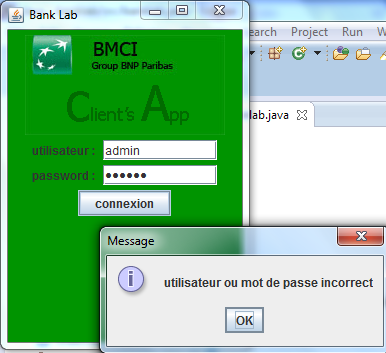 Bank Lab
Search Project Run W
BMCI
Group BNP Paribas
Client's App
lab.java
utilisateur : admin
password : ••••••
connexion
Message
utilisateur ou mot de passe incorrect
OK